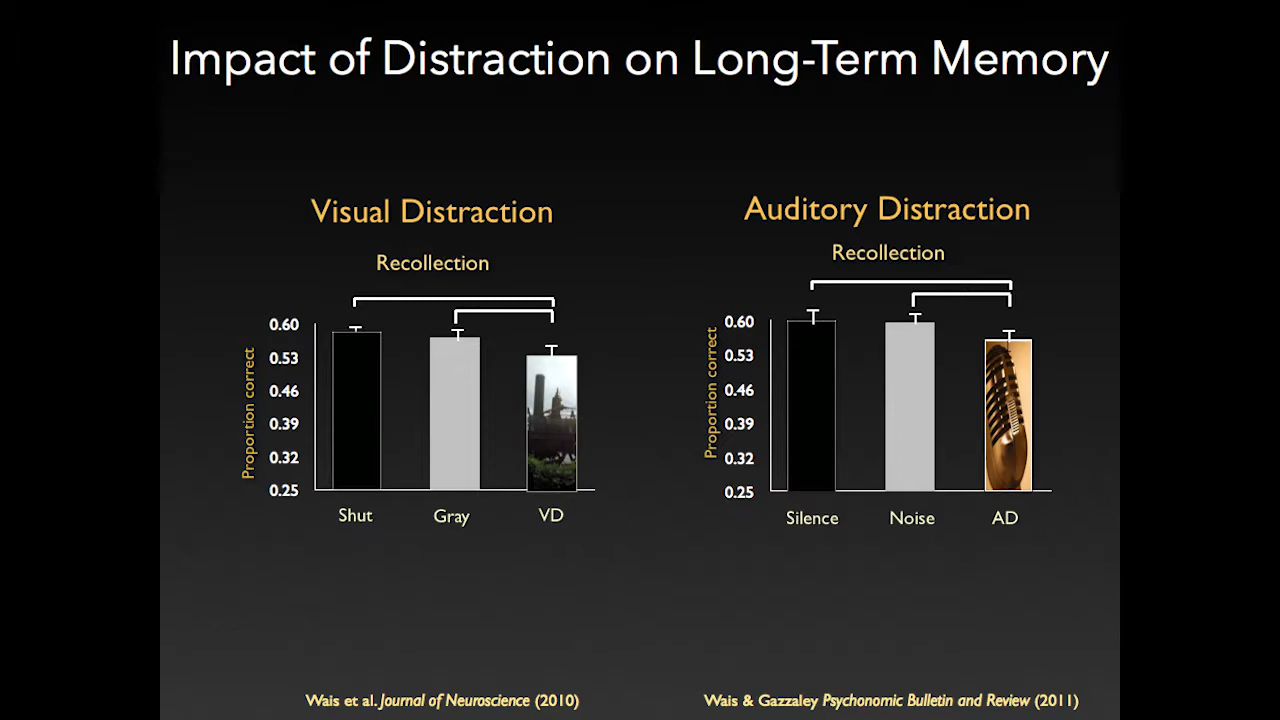 Impact of Distraction on Long-Term Memory
Visual Distraction
Recollection
Proportion correct
0.60
0.53
0.46
0.39
0.32
0.25
Shut
Gray
VD
Wais et al. Journal of Neuroscience (2010)
Auditory Distraction
Recollection
Proportion correct
0.60
0.53
0.46
0.39
0.32
0.25
Silence
Noise
AD
Wais & Gazzaley Psychonomic Bulletin and Review (2011)